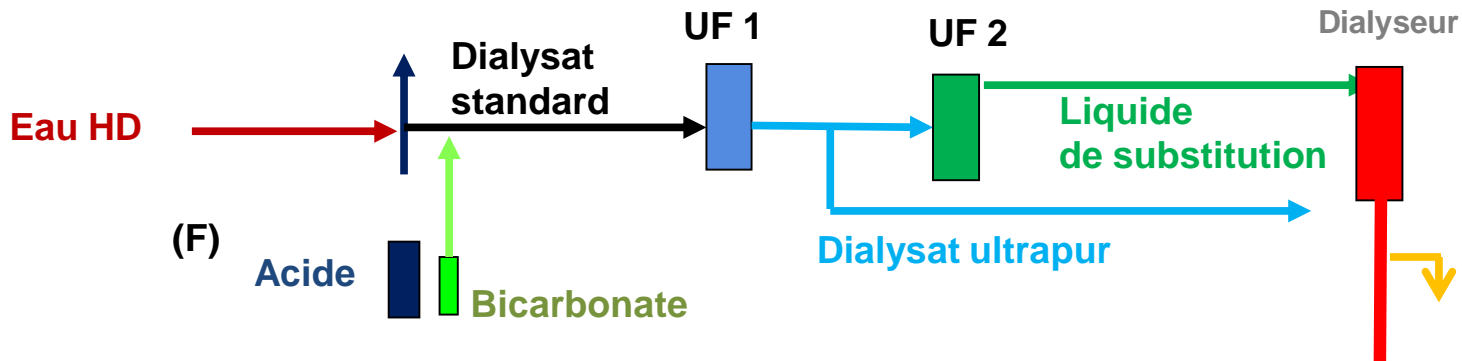 UF 1
UF 2
Dialyseur
Dialysat
standard
Eau HD
Liquide
de substitution
(F)
Dialysat ultrapur
Acide
Bicarbonate